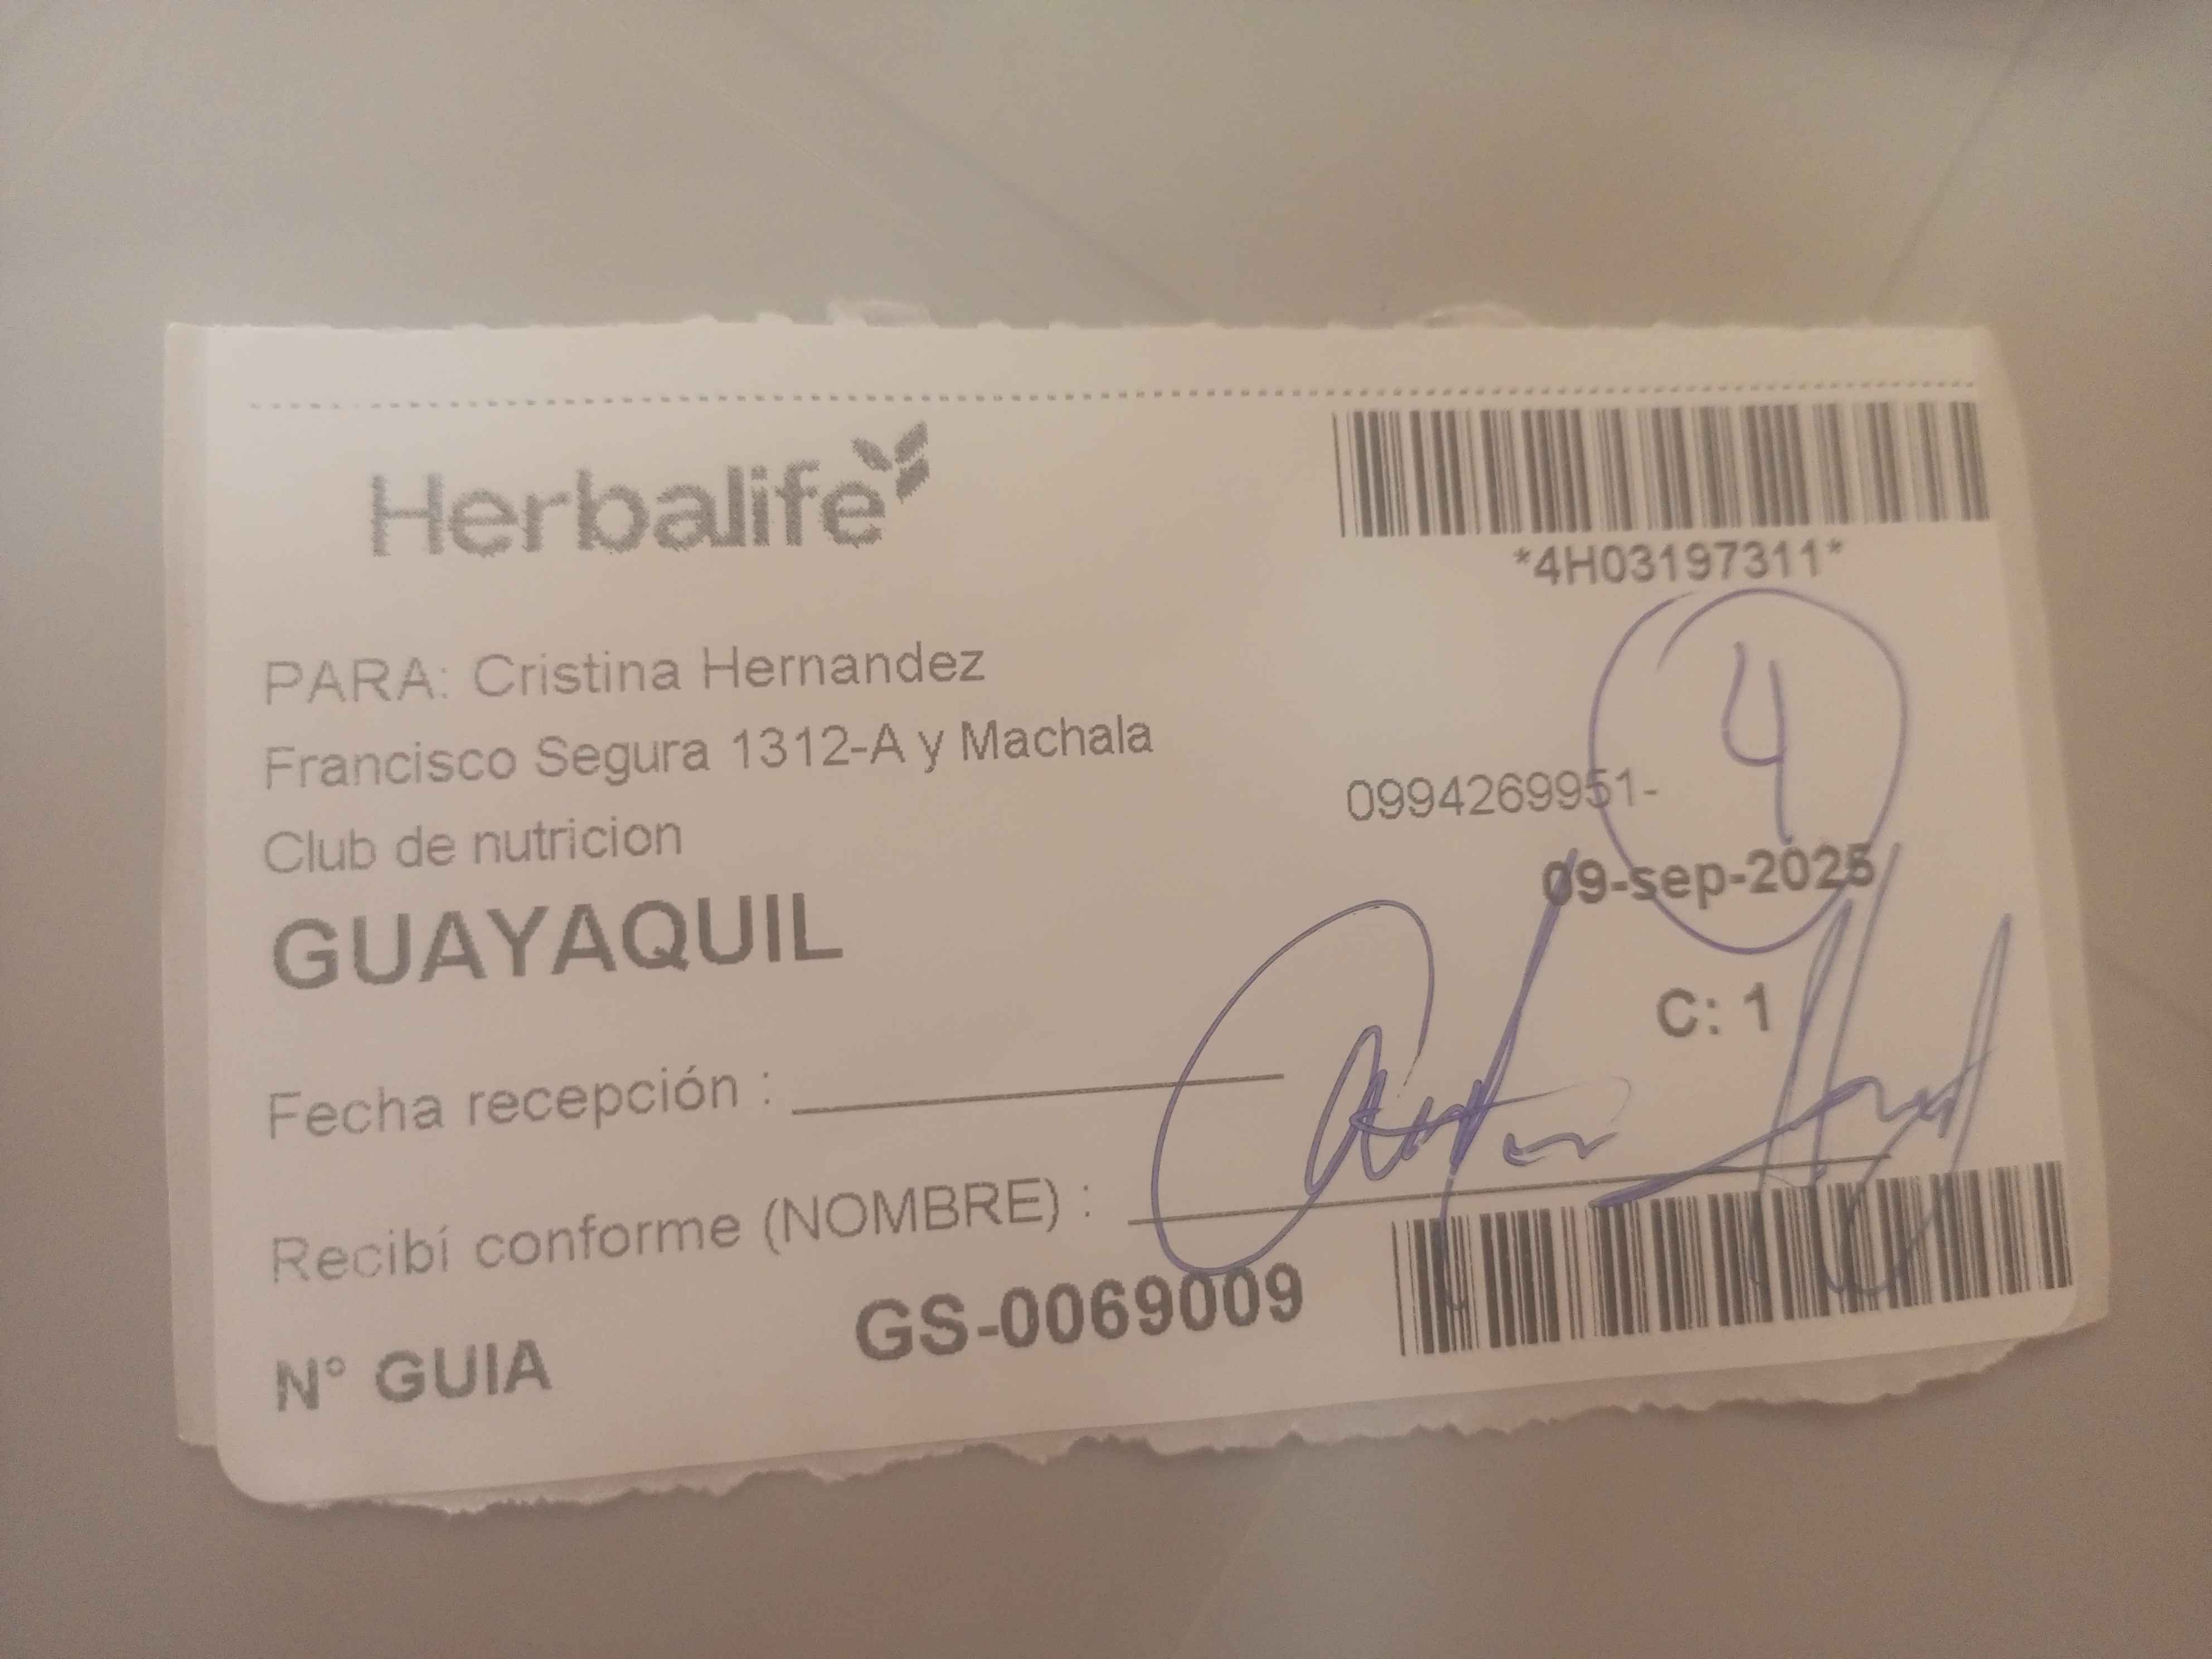 Herbalife
*4H03197311*
PARA: Cristina Hernandez
Francisco Segura 1312-A y Machala
0994269951-
4
Club de nutricion
09-sep-2025
GUAYAQUIL
C: 1
Fecha recepción :
Recibí conforme (NOMBRE) :
N° GUIA GS-0069009